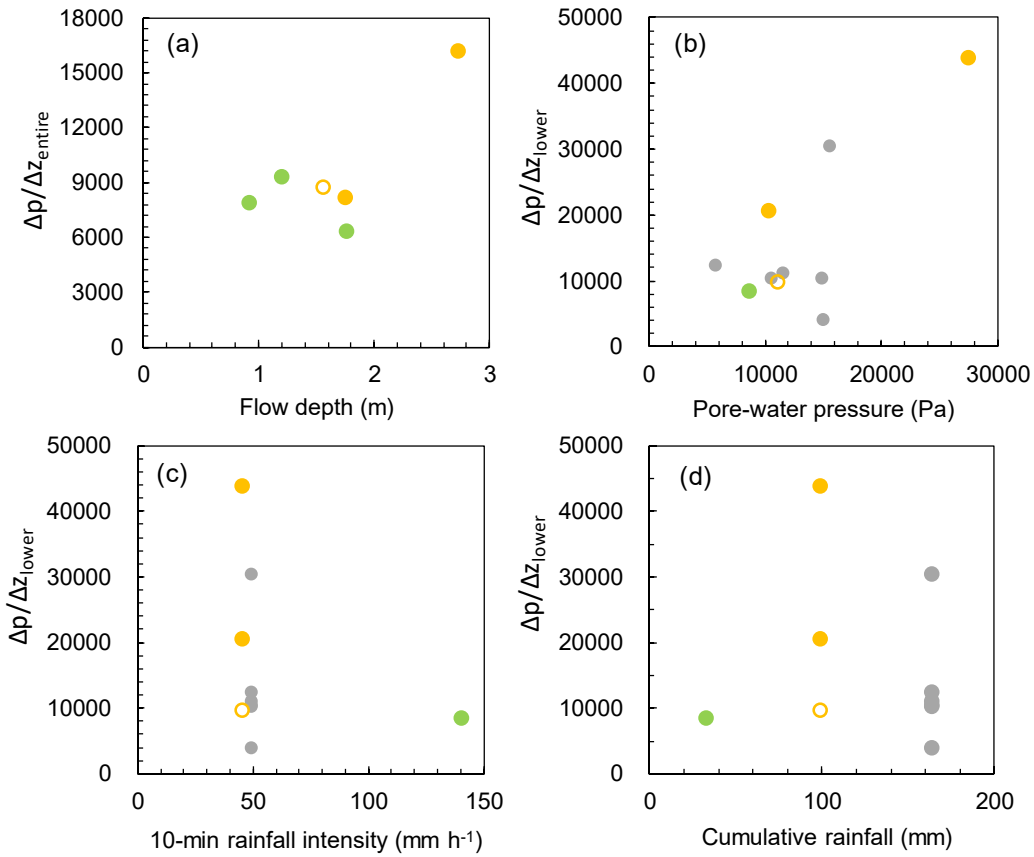 (a)
18000
15000
12000
9000
6000
3000
0
Δp/Δz_entire
0 1 2 3
Flow depth (m)
(b)
50000
40000
30000
20000
10000
0
Δp/Δz_lower
0 10000 20000 30000
Pore-water pressure (Pa)
(c)
50000
40000
30000
20000
10000
0
Δp/Δz_lower
0 50 100 150
10-min rainfall intensity (mm h⁻¹)
(d)
50000
40000
30000
20000
10000
0
Δp/Δz_lower
0 100 200
Cumulative rainfall (mm)